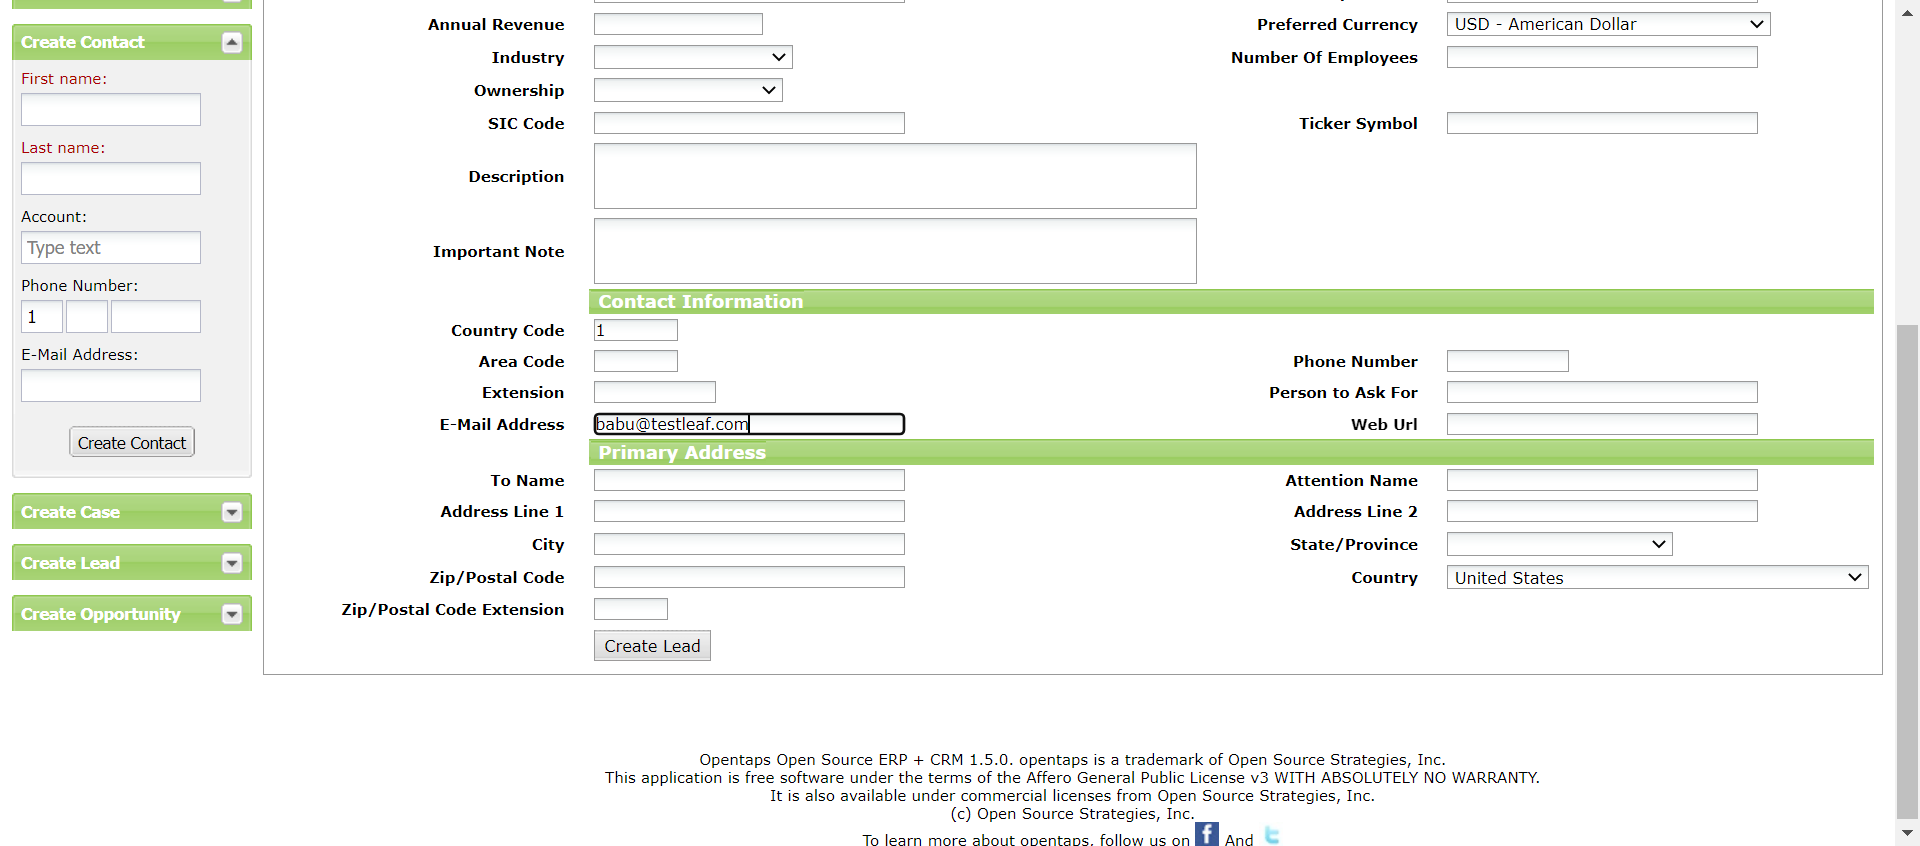 Create Contact
First name:
Last name:
Account:
Type text
Phone Number:
1
E-Mail Address:
Create Contact
Create Case
Create Lead
Create Opportunity
Annual Revenue
Preferred Currency USD - American Dollar
Industry
Number Of Employees
Ownership
SIC Code
Ticker Symbol
Description
Important Note
Contact Information
Country Code 1
Area Code
Phone Number
Extension
Person to Ask For
E-Mail Address babu@testleaf.com
Web Url
Primary Address
To Name
Attention Name
Address Line 1
Address Line 2
City
State/Province
Zip/Postal Code
Country United States
Zip/Postal Code Extension
Create Lead
Opentaps Open Source ERP + CRM 1.5.0. opentaps is a trademark of Open Source Strategies, Inc.
This application is free software under the terms of the Affero General Public License v3 WITH ABSOLUTELY NO WARRANTY.
It is also available under commercial licenses from Open Source Strategies, Inc.
(c) Open Source Strategies, Inc.
To learn more about opentaps, follow us on f And t